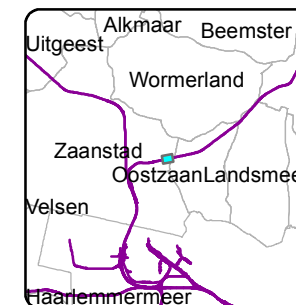 Alkmaar
Beemster
Uitgeest
Wormerland
Zaanstad
OostzaanLandsmee
Velsen
Haarlemmermeer